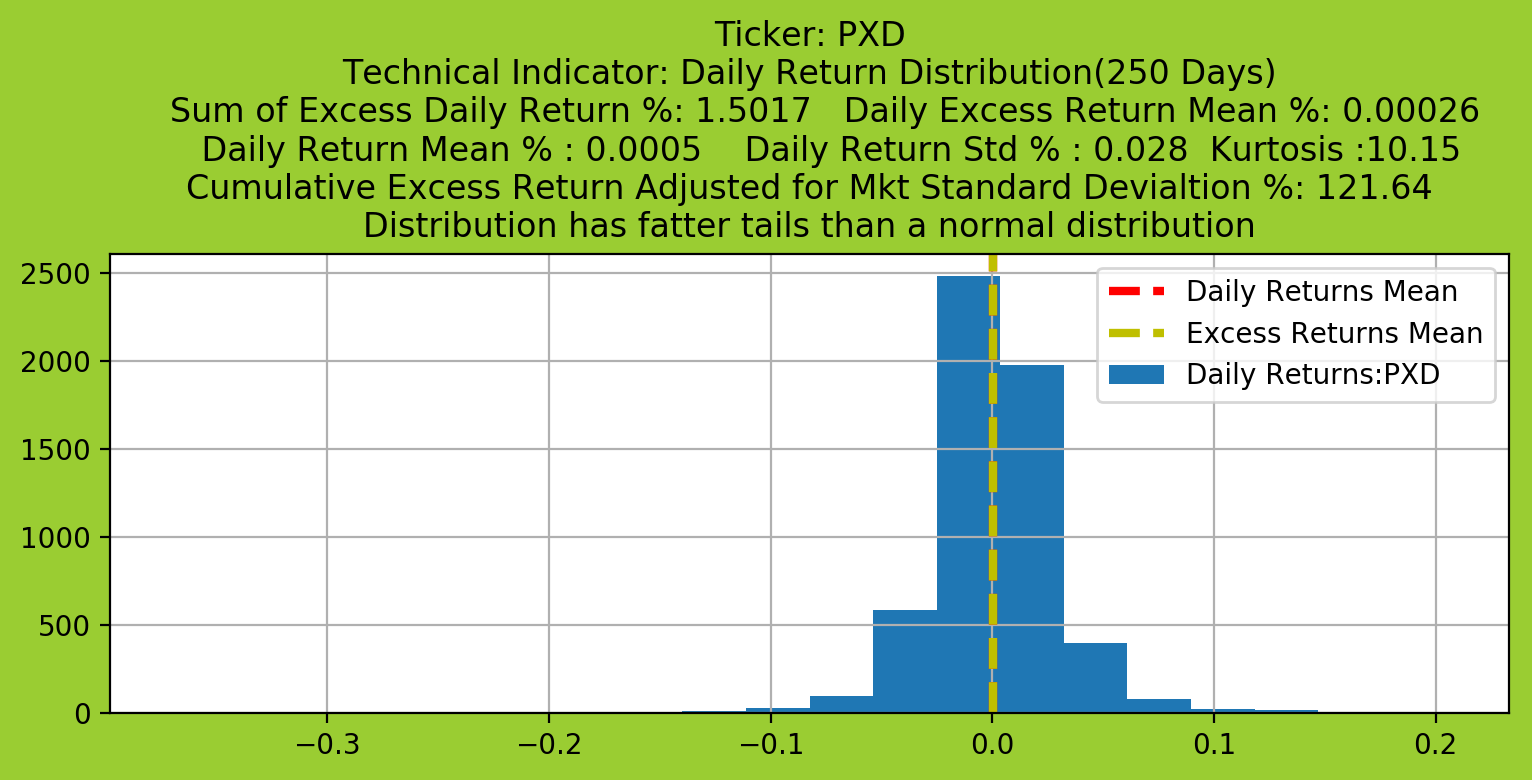 Ticker: PXD
Technical Indicator: Daily Return Distribution(250 Days)
Sum of Excess Daily Return %: 1.5017   Daily Excess Return Mean %: 0.00026
Daily Return Mean % : 0.0005    Daily Return Std % : 0.028  Kurtosis :10.15
Cumulative Excess Return Adjusted for Mkt Standard Devialtion %: 121.64
Distribution has fatter tails than a normal distribution
2500
2000
1500
1000
500
0
Daily Returns Mean
Excess Returns Mean
Daily Returns:PXD
−0.3 −0.2 −0.1 0.0 0.1 0.2